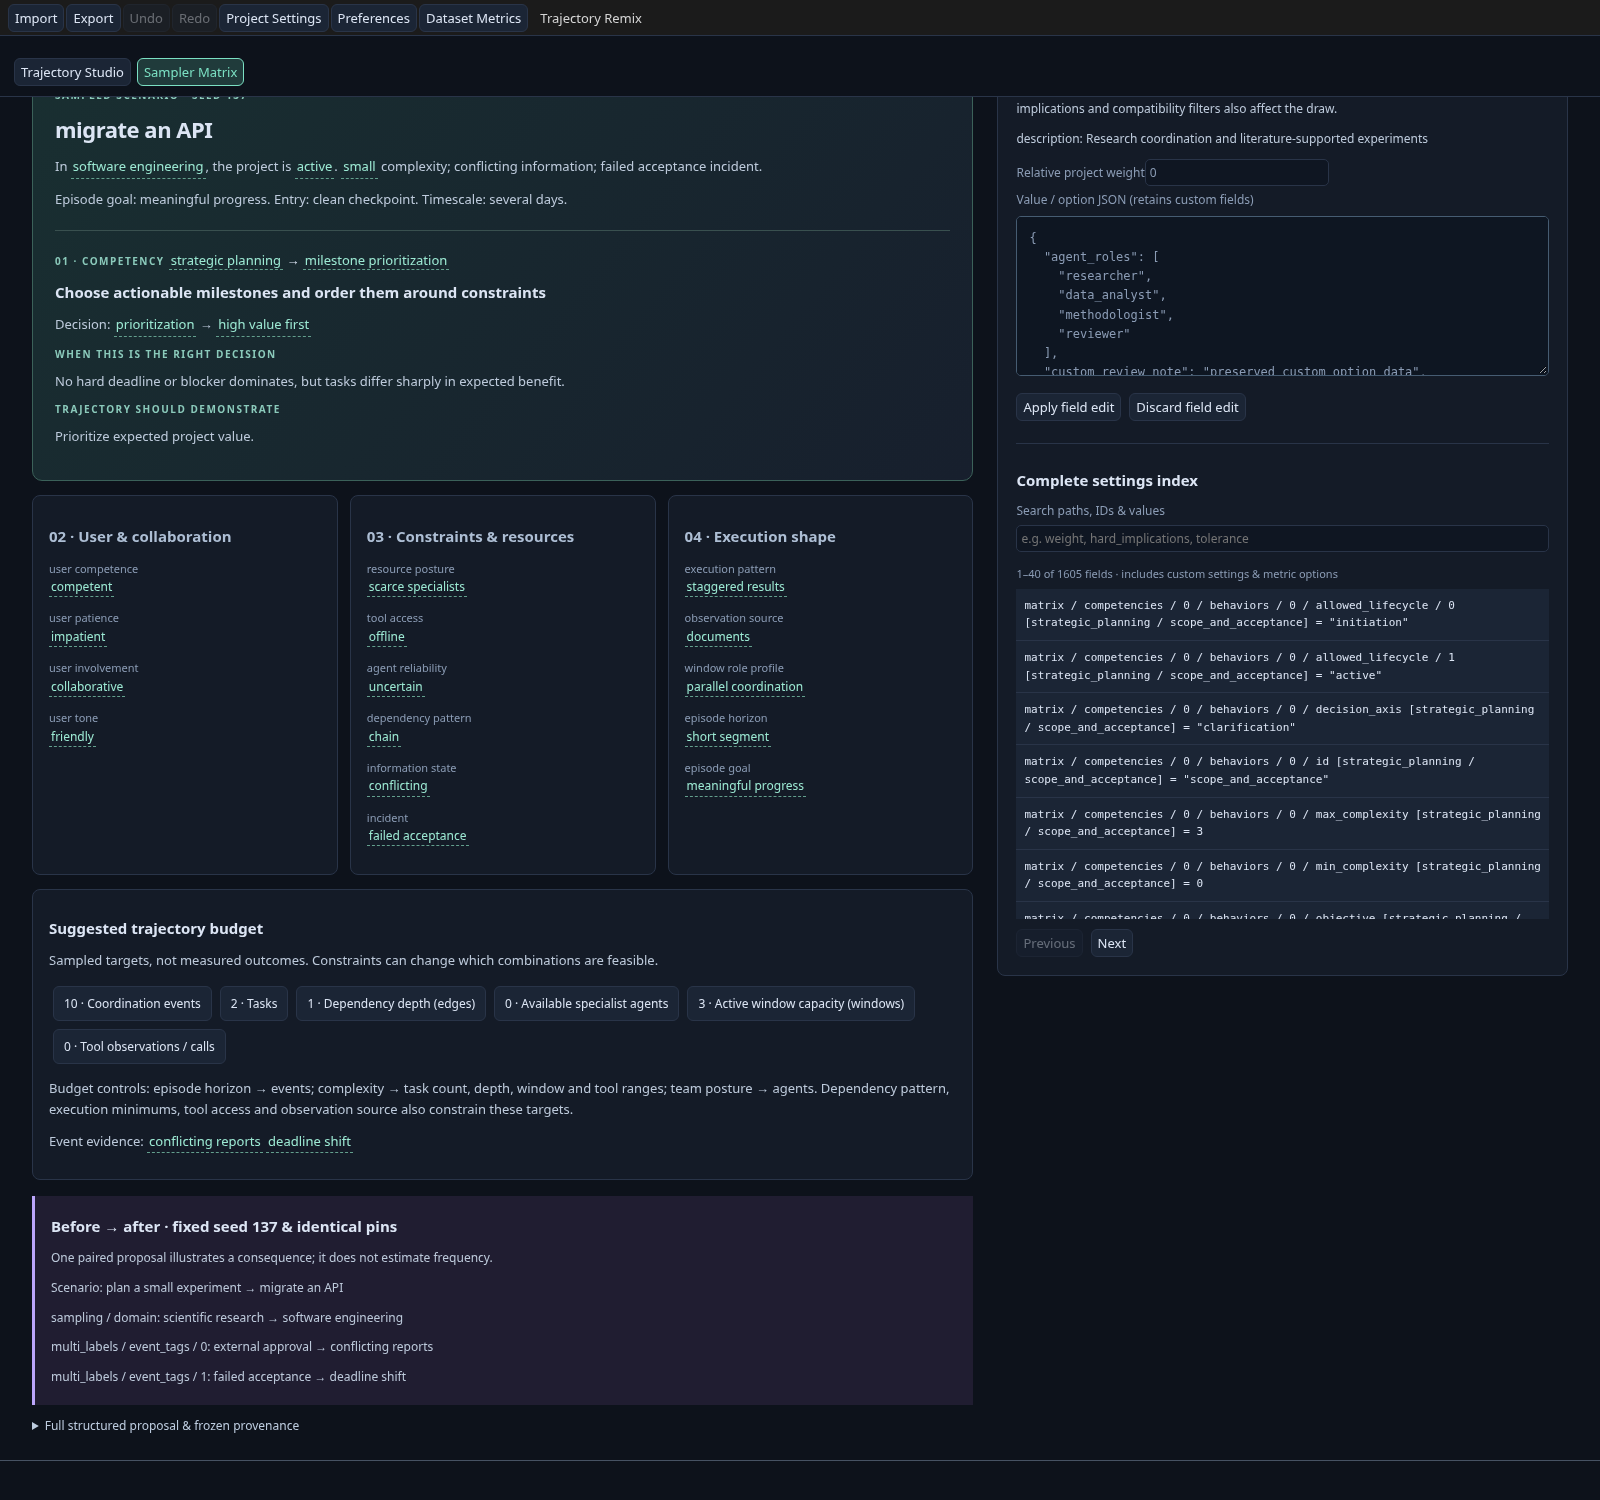 Import Export Undo Redo Project Settings Preferences Dataset Metrics Trajectory Remix
Trajectory Studio Sampler Matrix
migrate an API
In software engineering, the project is active. small complexity; conflicting information; failed acceptance incident.
Episode goal: meaningful progress. Entry: clean checkpoint. Timescale: several days.
01 · COMPETENCY strategic planning → milestone prioritization
Choose actionable milestones and order them around constraints
Decision: prioritization → high value first
WHEN THIS IS THE RIGHT DECISION
No hard deadline or blocker dominates, but tasks differ sharply in expected benefit.
TRAJECTORY SHOULD DEMONSTRATE
Prioritize expected project value.
02 · User & collaboration
user competence
competent
user patience
impatient
user involvement
collaborative
user tone
friendly
03 · Constraints & resources
resource posture
scarce specialists
tool access
offline
agent reliability
uncertain
dependency pattern
chain
information state
conflicting
incident
failed acceptance
04 · Execution shape
execution pattern
staggered results
observation source
documents
window role profile
parallel coordination
episode horizon
short segment
episode goal
meaningful progress
Suggested trajectory budget
Sampled targets, not measured outcomes. Constraints can change which combinations are feasible.
10 · Coordination events 2 · Tasks 1 · Dependency depth (edges) 0 · Available specialist agents 3 · Active window capacity (windows)
0 · Tool observations / calls
Budget controls: episode horizon → events; complexity → task count, depth, window and tool ranges; team posture → agents. Dependency pattern,
execution minimums, tool access and observation source also constrain these targets.
Event evidence: conflicting reports deadline shift
Before → after · fixed seed 137 & identical pins
One paired proposal illustrates a consequence; it does not estimate frequency.
Scenario: plan a small experiment → migrate an API
sampling / domain: scientific research → software engineering
multi_labels / event_tags / 0: external approval → conflicting reports
multi_labels / event_tags / 1: failed acceptance → deadline shift
▶ Full structured proposal & frozen provenance
implications and compatibility filters also affect the draw.
description: Research coordination and literature-supported experiments
Relative project weight 0
Value / option JSON (retains custom fields)
{
"agent_roles": [
"researcher",
"data_analyst",
"methodologist",
"reviewer"
],
"custom_review_note": "preserved custom option data",
Apply field edit Discard field edit
Complete settings index
Search paths, IDs & values
e.g. weight, hard_implications, tolerance
1–40 of 1605 fields · includes custom settings & metric options
matrix / competencies / 0 / behaviors / 0 / allowed_lifecycle / 0
[strategic_planning / scope_and_acceptance] = "initiation"
matrix / competencies / 0 / behaviors / 0 / allowed_lifecycle / 1
[strategic_planning / scope_and_acceptance] = "active"
matrix / competencies / 0 / behaviors / 0 / decision_axis [strategic_planning
/ scope_and_acceptance] = "clarification"
matrix / competencies / 0 / behaviors / 0 / id [strategic_planning /
scope_and_acceptance] = "scope_and_acceptance"
matrix / competencies / 0 / behaviors / 0 / max_complexity [strategic_planning
/ scope_and_acceptance] = 3
matrix / competencies / 0 / behaviors / 0 / min_complexity [strategic_planning
/ scope_and_acceptance] = 0
matrix / competencies / 0 / behaviors / 0 / objective [strategic_planning /
Previous Next